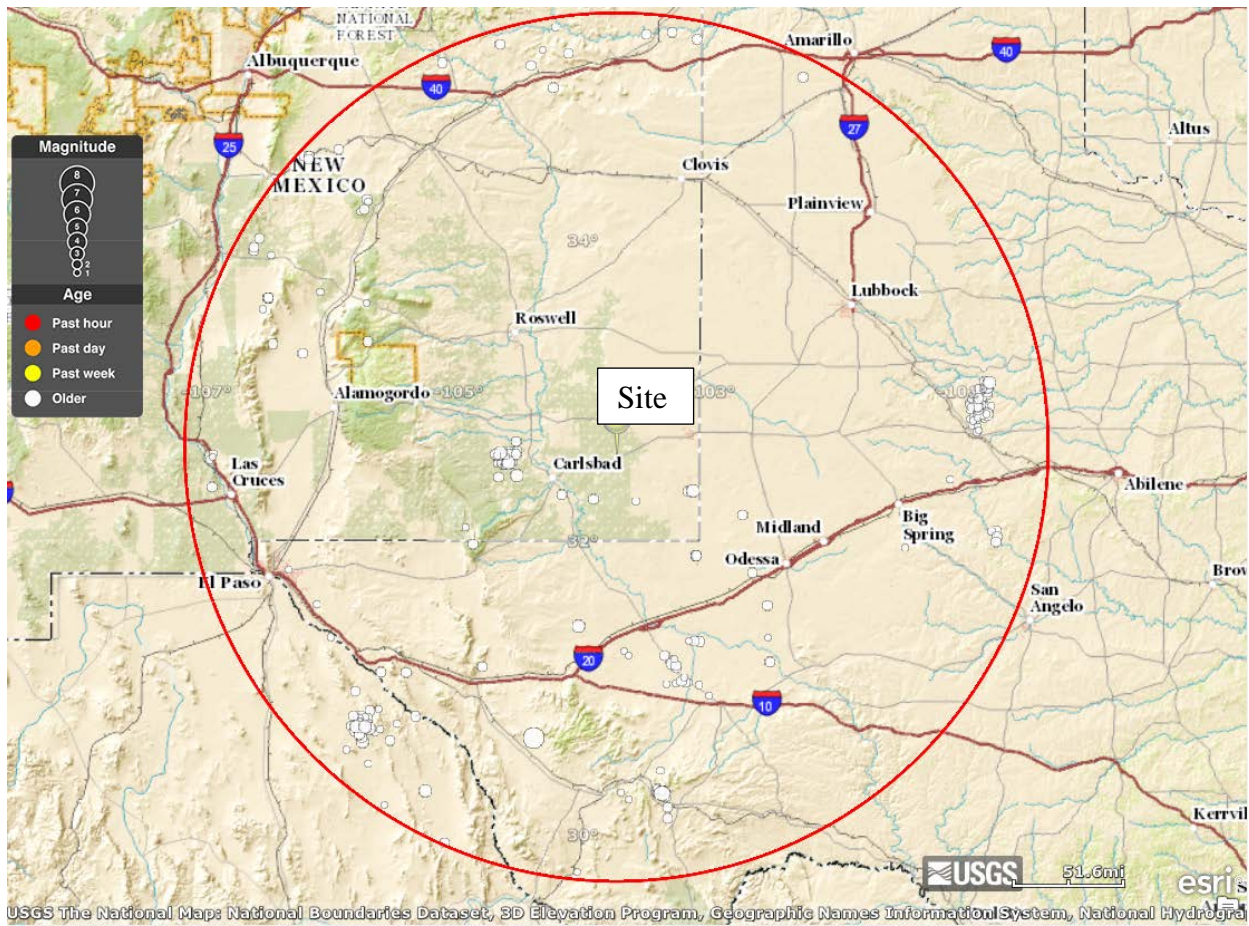 NATIONAL
FOREST
Albuquerque
40
Amarillo
40
25
27
Altus
Magnitude
8
7
6
5
4
3
2
1
Age
Past hour
Past day
Past week
Older
NEW
MEXICO
Clovis
Plainview
34°
Lubbock
Roswell
-107°
Alamogordo
-105°
Site
-103°
-101°
Las
Cruces
Carlsbad
Abilene
Big
Spring
Midland
32°
Odessa
El Paso
San
Angelo
20
10
30°
Kerrvil
USGS
51.6mi
esri
USGS The National Map: National Boundaries Dataset, 3D Elevation Program, Geographic Names Information System, National Hydrogra